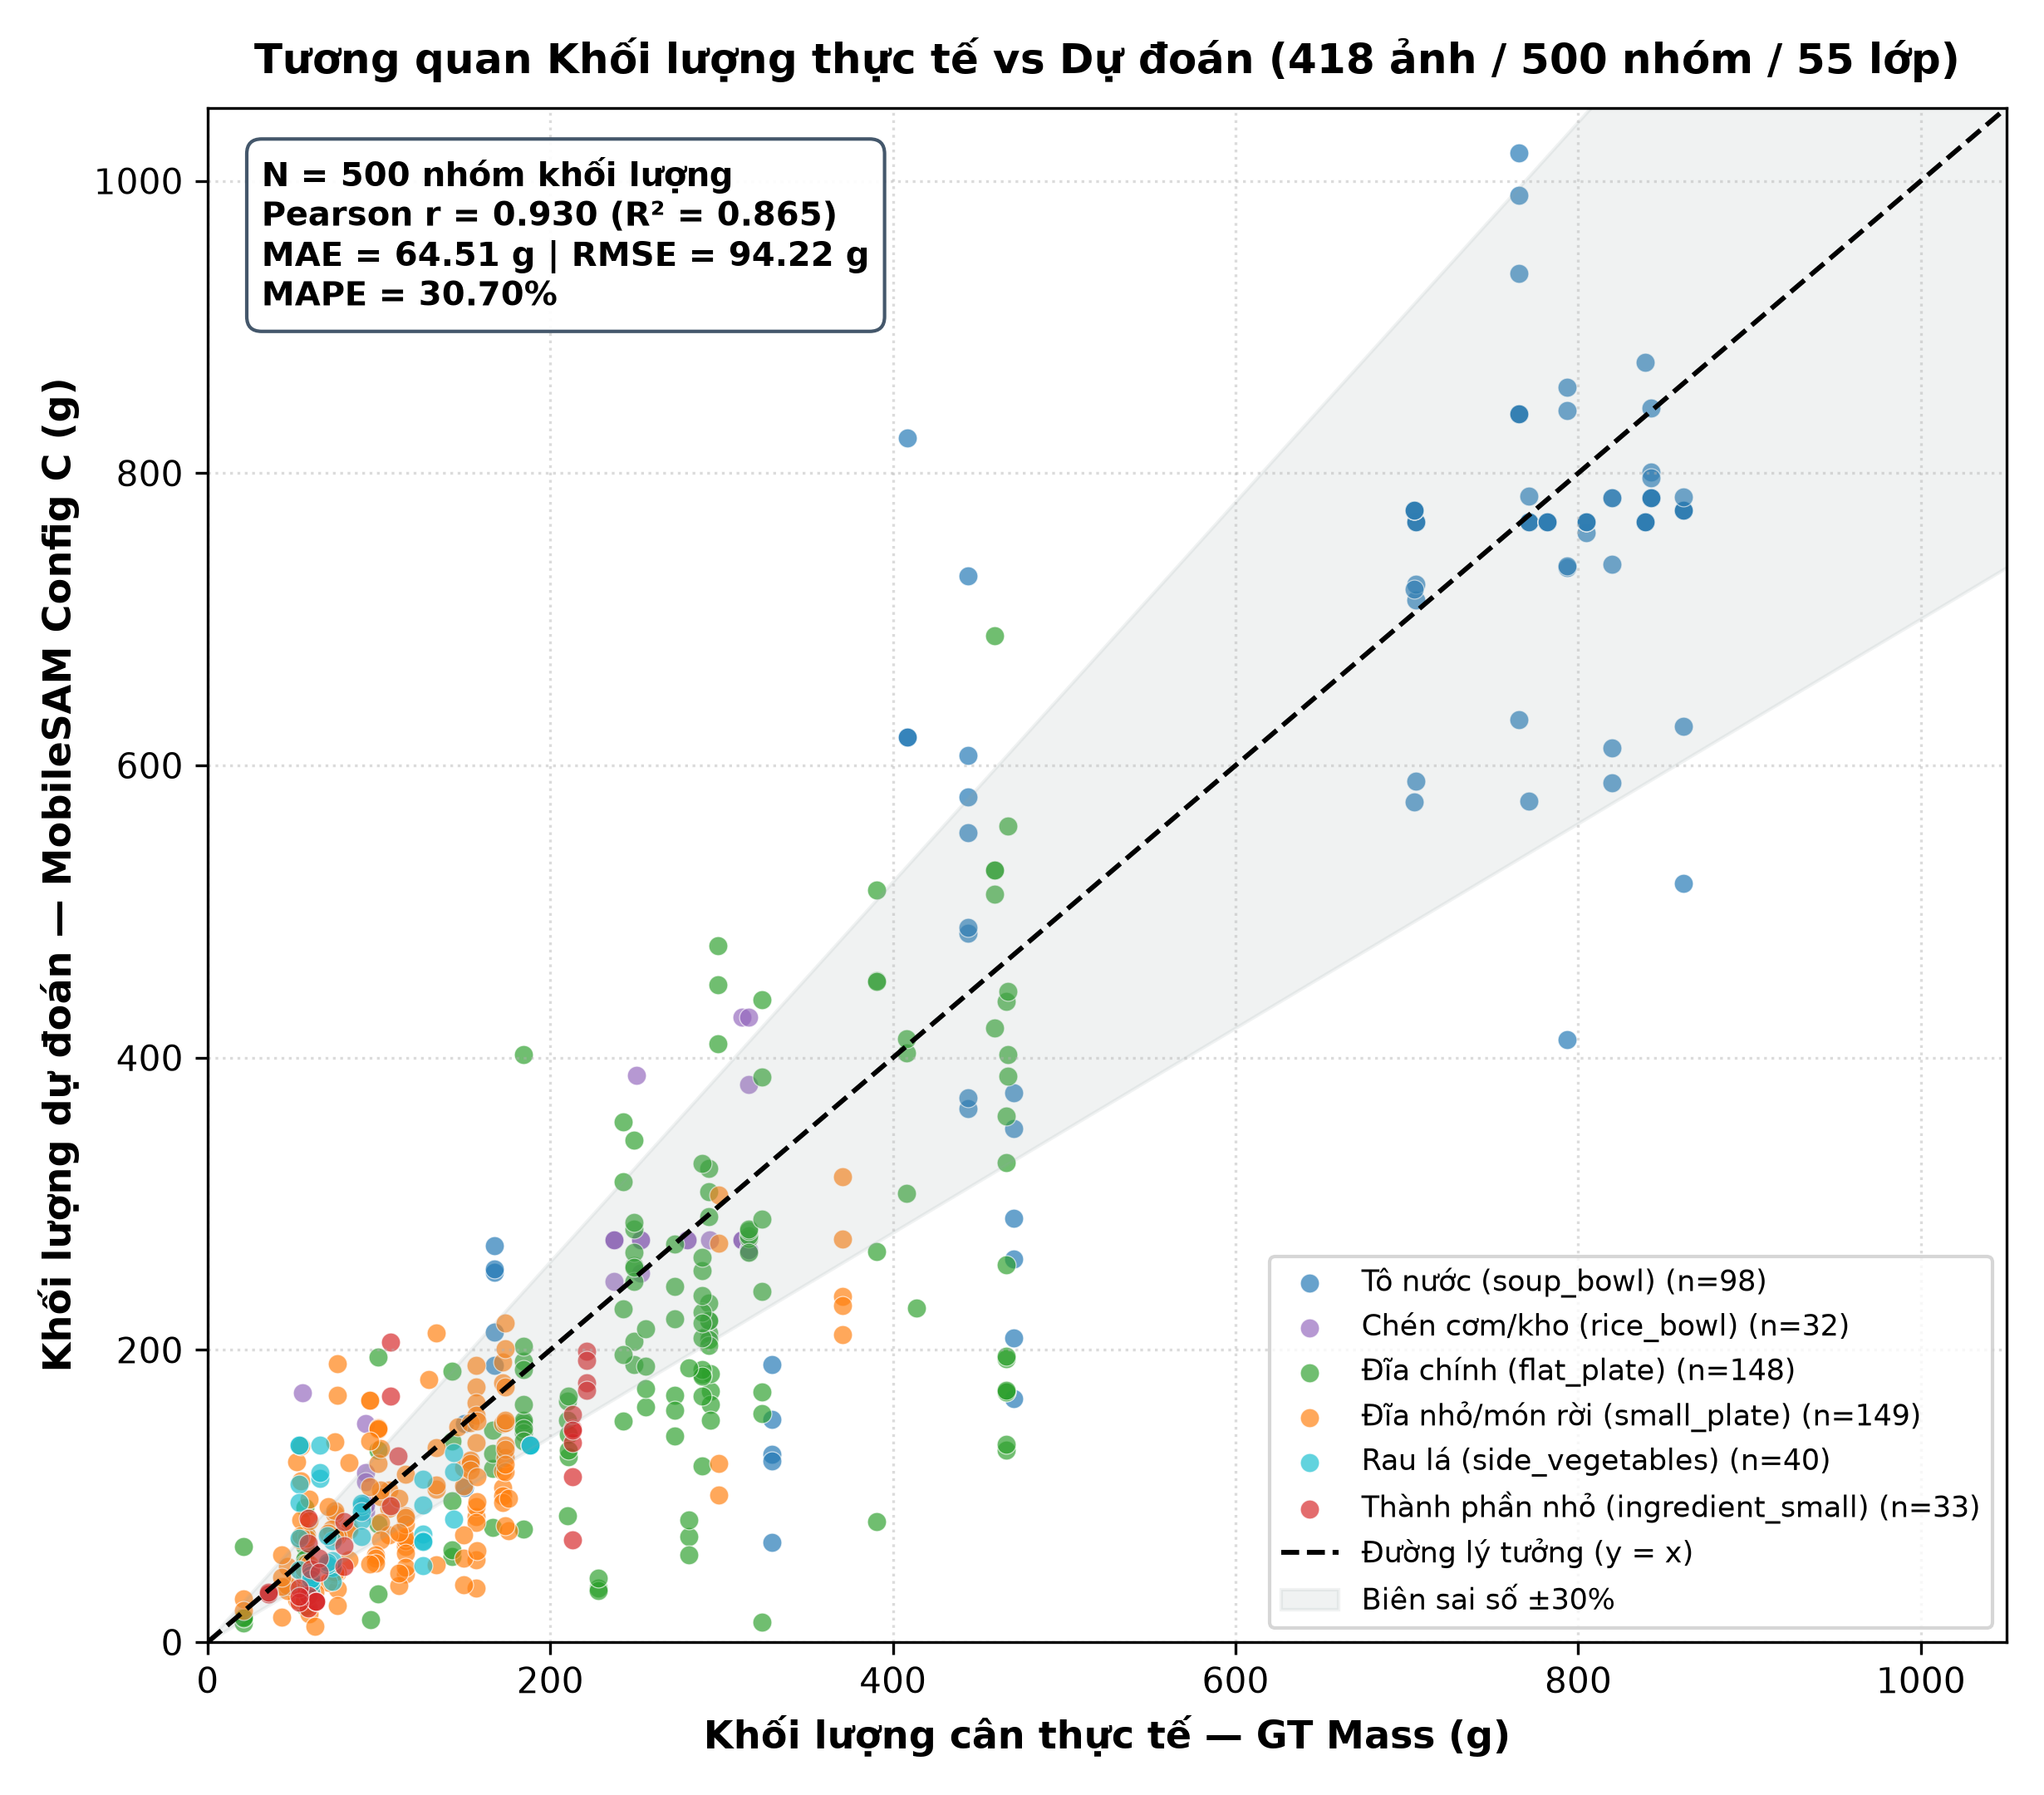 Tương quan Khối lượng thực tế vs Dự đoán (418 ảnh / 500 nhóm / 55 lớp)
N = 500 nhóm khối lượng
Pearson r = 0.930 (R² = 0.865)
MAE = 64.51 g | RMSE = 94.22 g
MAPE = 30.70%
Khối lượng dự đoán — MobileSAM Config C (g)
1000
800
600
400
200
0
Tô nước (soup_bowl) (n=98)
Chén cơm/kho (rice_bowl) (n=32)
Đĩa chính (flat_plate) (n=148)
Đĩa nhỏ/món rời (small_plate) (n=149)
Rau lá (side_vegetables) (n=40)
Thành phần nhỏ (ingredient_small) (n=33)
Đường lý tưởng (y = x)
Biên sai số ±30%
0 200 400 600 800 1000
Khối lượng cân thực tế — GT Mass (g)